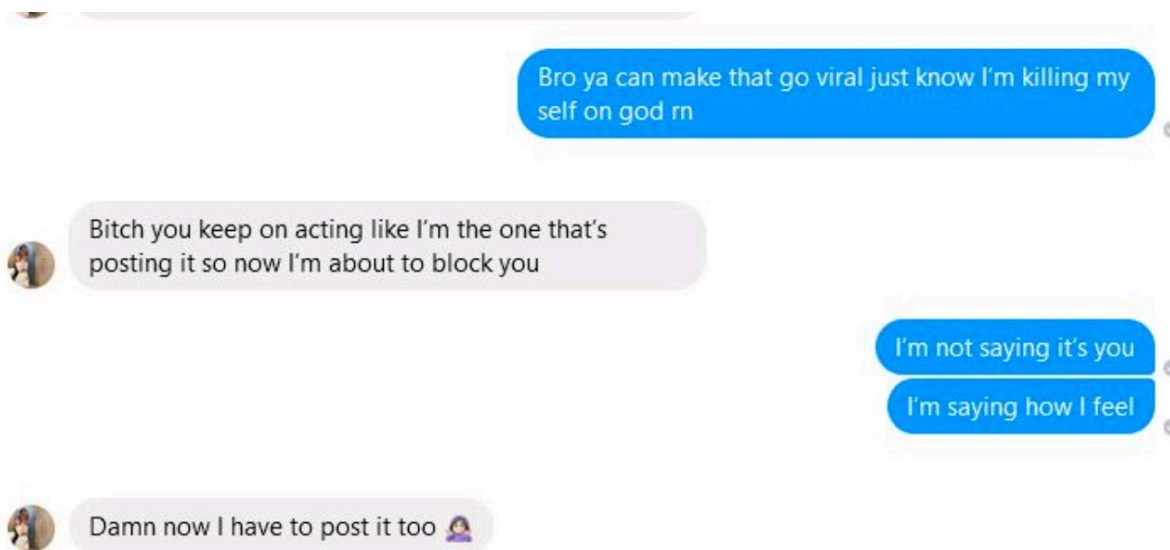 Bro ya can make that go viral just know I'm killing my
self on god rn
Bitch you keep on acting like I'm the one that's
posting it so now I'm about to block you
I'm not saying it's you
I'm saying how I feel
Damn now I have to post it too 🙍🏻‍♀️